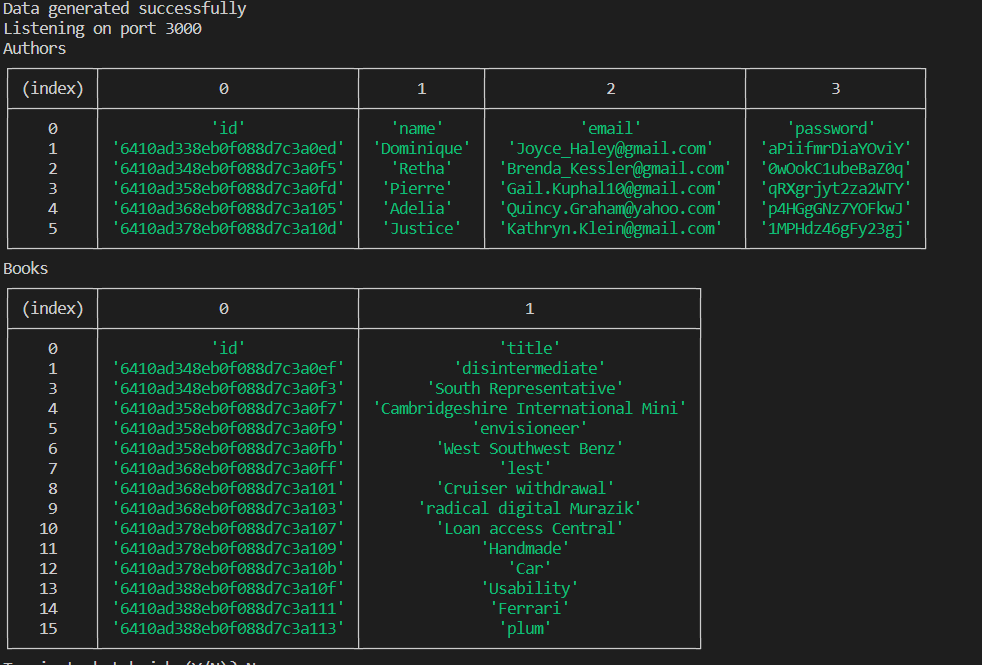 Data generated successfully
Listening on port 3000
Authors
(index) 0 1 2 3
0 'id' 'name' 'email' 'password'
1 '6410ad338eb0f088d7c3a0ed' 'Dominique' 'Joyce_Haley@gmail.com' 'aPiifmrDiaYOviY'
2 '6410ad348eb0f088d7c3a0f5' 'Retha' 'Brenda_Kessler@gmail.com' '0wOokC1ubeBaZ0q'
3 '6410ad358eb0f088d7c3a0fd' 'Pierre' 'Gail.Kuphal10@gmail.com' 'qRXgrjyt2za2WTY'
4 '6410ad368eb0f088d7c3a105' 'Adelia' 'Quincy.Graham@yahoo.com' 'p4HGgGNz7YOFkwJ'
5 '6410ad378eb0f088d7c3a10d' 'Justice' 'Kathryn.Klein@gmail.com' '1MPHdz46gFy23gj'
Books
(index) 0 1
0 'id' 'title'
1 '6410ad348eb0f088d7c3a0ef' 'disintermediate'
3 '6410ad348eb0f088d7c3a0f3' 'South Representative'
4 '6410ad358eb0f088d7c3a0f7' 'Cambridgeshire International Mini'
5 '6410ad358eb0f088d7c3a0f9' 'envisioneer'
6 '6410ad358eb0f088d7c3a0fb' 'West Southwest Benz'
7 '6410ad368eb0f088d7c3a0ff' 'lest'
8 '6410ad368eb0f088d7c3a101' 'Cruiser withdrawal'
9 '6410ad368eb0f088d7c3a103' 'radical digital Murazik'
10 '6410ad378eb0f088d7c3a107' 'Loan access Central'
11 '6410ad378eb0f088d7c3a109' 'Handmade'
12 '6410ad378eb0f088d7c3a10b' 'Car'
13 '6410ad388eb0f088d7c3a10f' 'Usability'
14 '6410ad388eb0f088d7c3a111' 'Ferrari'
15 '6410ad388eb0f088d7c3a113' 'plum'